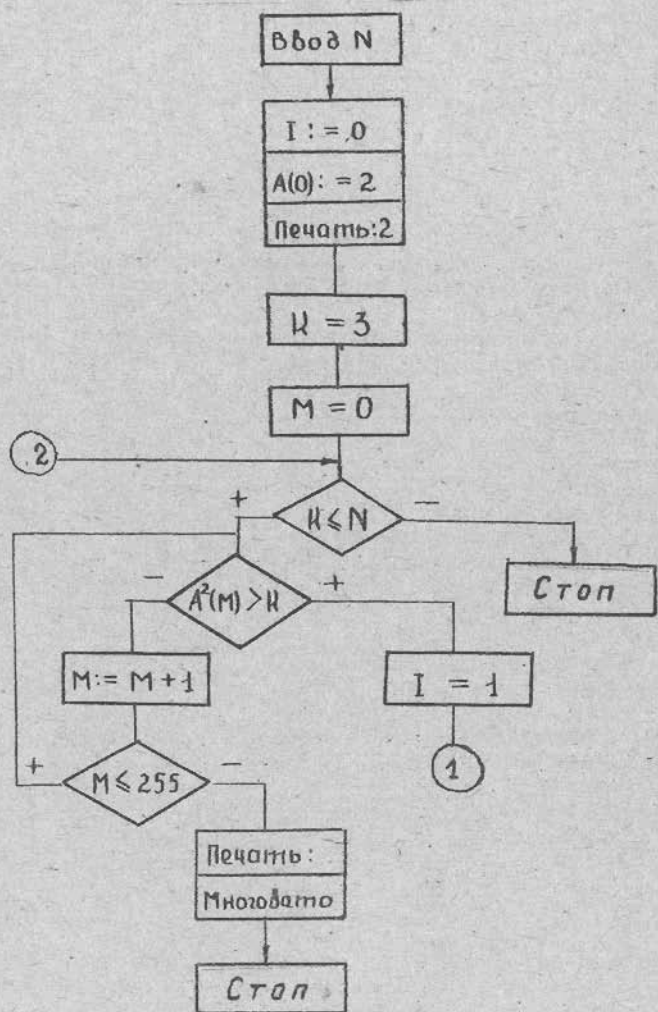 Ввод N
I := 0
A(0): = 2
Печать: 2
К = 3
М = 0
2
+
К ≤ N
−
Стоп
−
A²(M) > К
+
M:= M + 1
I = 1
+
M ≤ 255
−
1
Печать:
Многовато
Стоп